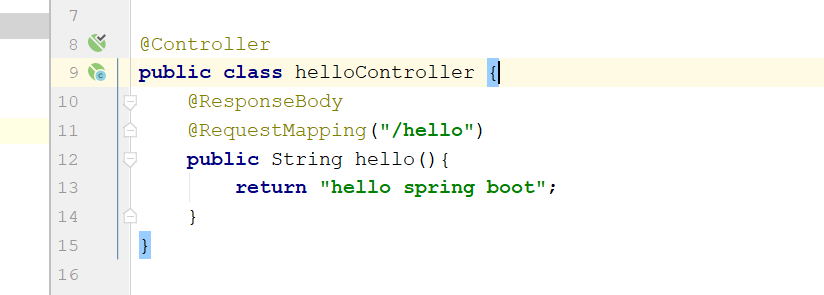 7
8 @Controller
9 public class helloController {
10 @ResponseBody
11 @RequestMapping("/hello")
12 public String hello(){
13 return "hello spring boot";
14 }
15 }
16